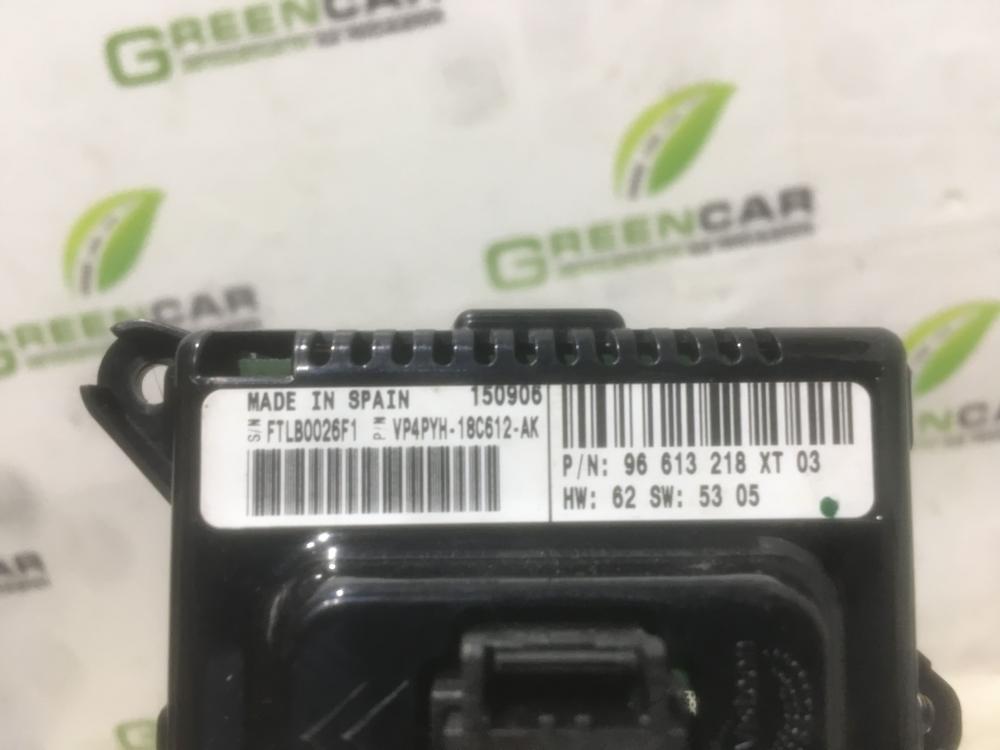 GREENCAR
GREENCAR
GREENCAR
MADE IN SPAIN 150906
S/N FTLB0026F1 P/N VP4PYH-18C612-AK
P/N: 96 613 218 XT 03
HW: 62 SW: 53 05
CAR